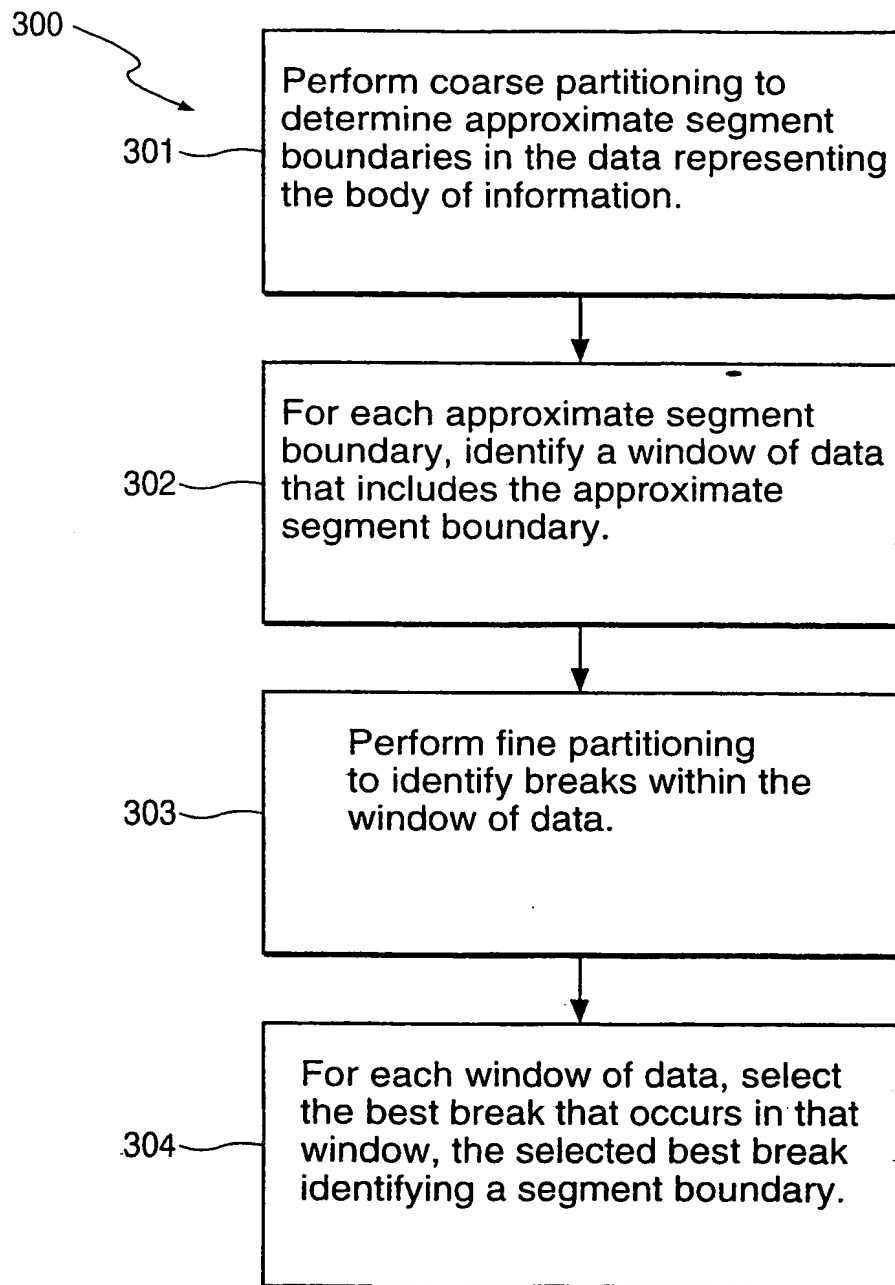 300
301
Perform coarse partitioning to
determine approximate segment
boundaries in the data representing
the body of information.
302
For each approximate segment
boundary, identify a window of data
that includes the approximate
segment boundary.
303
Perform fine partitioning
to identify breaks within the
window of data.
304
For each window of data, select
the best break that occurs in that
window, the selected best break
identifying a segment boundary.